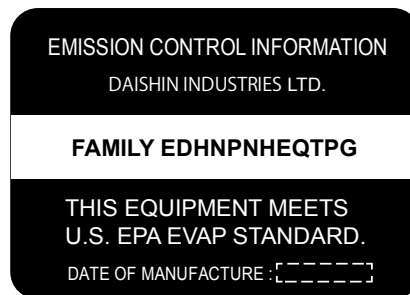 EMISSION CONTROL INFORMATION
DAISHIN INDUSTRIES LTD.
FAMILY EDHNPNHEQTPG
THIS EQUIPMENT MEETS
U.S. EPA EVAP STANDARD.
DATE OF MANUFACTURE :